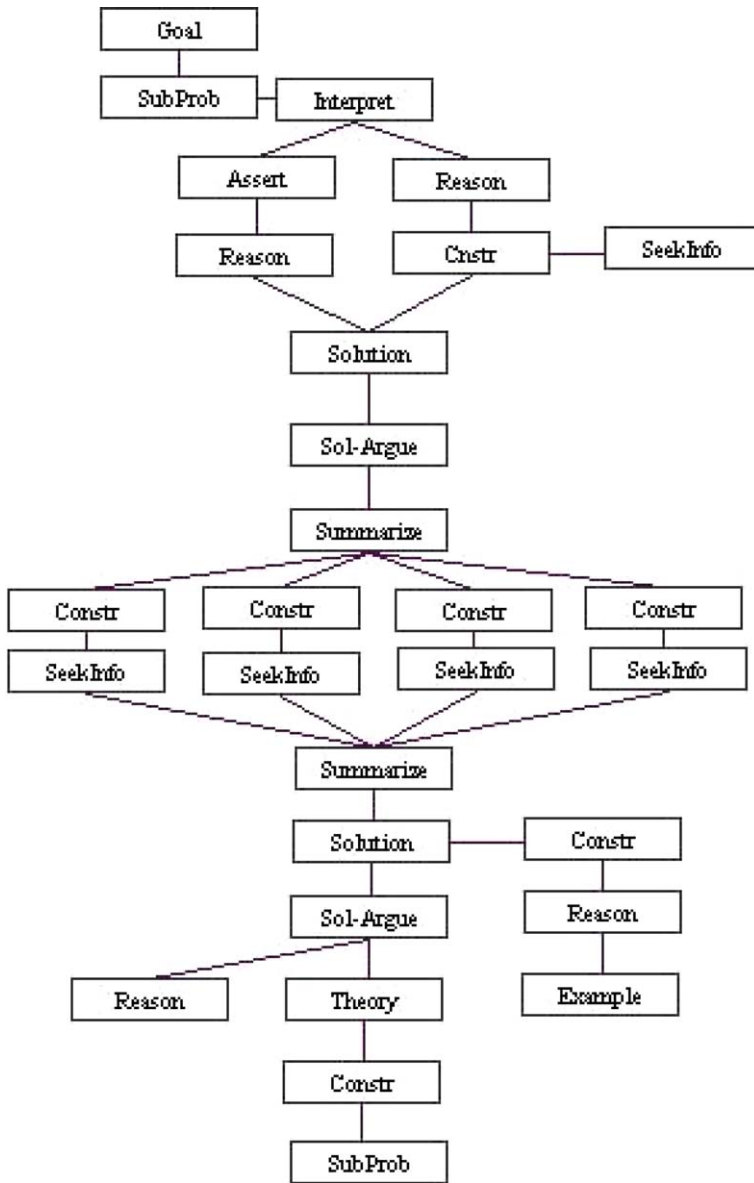 Goal
SubProb
Interpret
Assert
Reason
Reason
Cnstr
SeekInfo
Solution
Sol-Argue
Summarize
Constr
Constr
Constr
Constr
SeekInfo
SeekInfo
SeekInfo
SeekInfo
Summarize
Solution
Constr
Sol-Argue
Reason
Reason
Theory
Example
Constr
SubProb